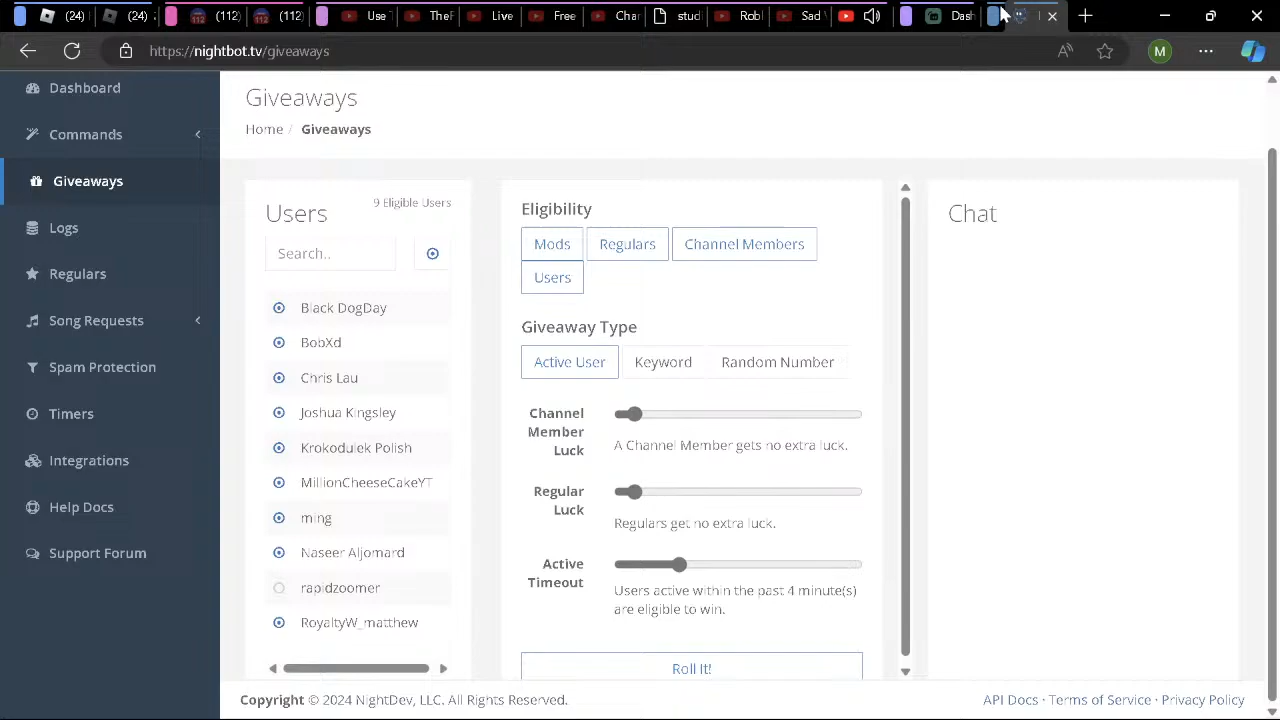 (24)
(24)
(112)
(112)
Use
TheF
Live
Free
Char
stud
Robl
Sad
Dash
https://nightbot.tv/giveaways
M
Dashboard
Commands
Giveaways
Logs
Regulars
Song Requests
Spam Protection
Timers
Integrations
Help Docs
Support Forum
Giveaways
Home / Giveaways
Users
9 Eligible Users
Search..
Black DogDay
BobXd
Chris Lau
Joshua Kingsley
Krokodulek Polish
MillionCheeseCakeYT
ming
Naseer Aljomard
rapidzoomer
RoyaltyW_matthew
Eligibility
Mods
Regulars
Channel Members
Users
Giveaway Type
Active User
Keyword
Random Number
Channel
Member
Luck
A Channel Member gets no extra luck.
Regular
Luck
Regulars get no extra luck.
Active
Timeout
Users active within the past 4 minute(s)
are eligible to win.
Roll It!
Chat
Copyright © 2024 NightDev, LLC. All Rights Reserved.
API Docs · Terms of Service · Privacy Policy